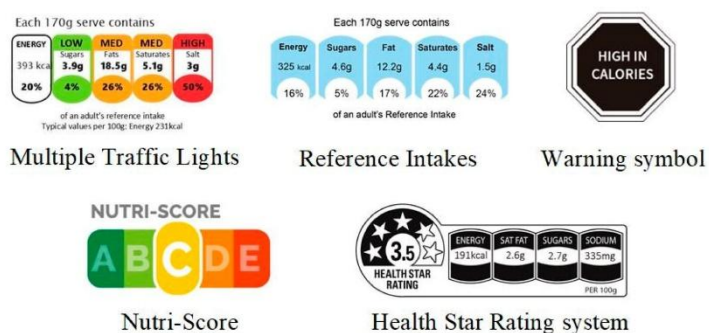 Each 170g serve contains
ENERGY LOW MED MED HIGH
Sugars Fats Saturates Salt
393 kca 3.9g 18.5g 5.1g 3g
20% 4% 26% 26% 50%
of an adult's reference intake
Typical values per 100g: Energy 231kcal
Multiple Traffic Lights
Each 170g serve contains
Energy Sugars Fat Saturates Salt
325 kcal 4.6g 12.2g 4.4g 1.5g
16% 5% 17% 22% 24%
of an adult's Reference Intake
Reference Intakes
HIGH IN
CALORIES
Warning symbol
NUTRI-SCORE
A B C D E
Nutri-Score
3.5
HEALTH STAR
RATING
ENERGY SAT FAT SUGARS SODIUM
191kcal 2.6g 2.7g 335mg
PER 100g
Health Star Rating system